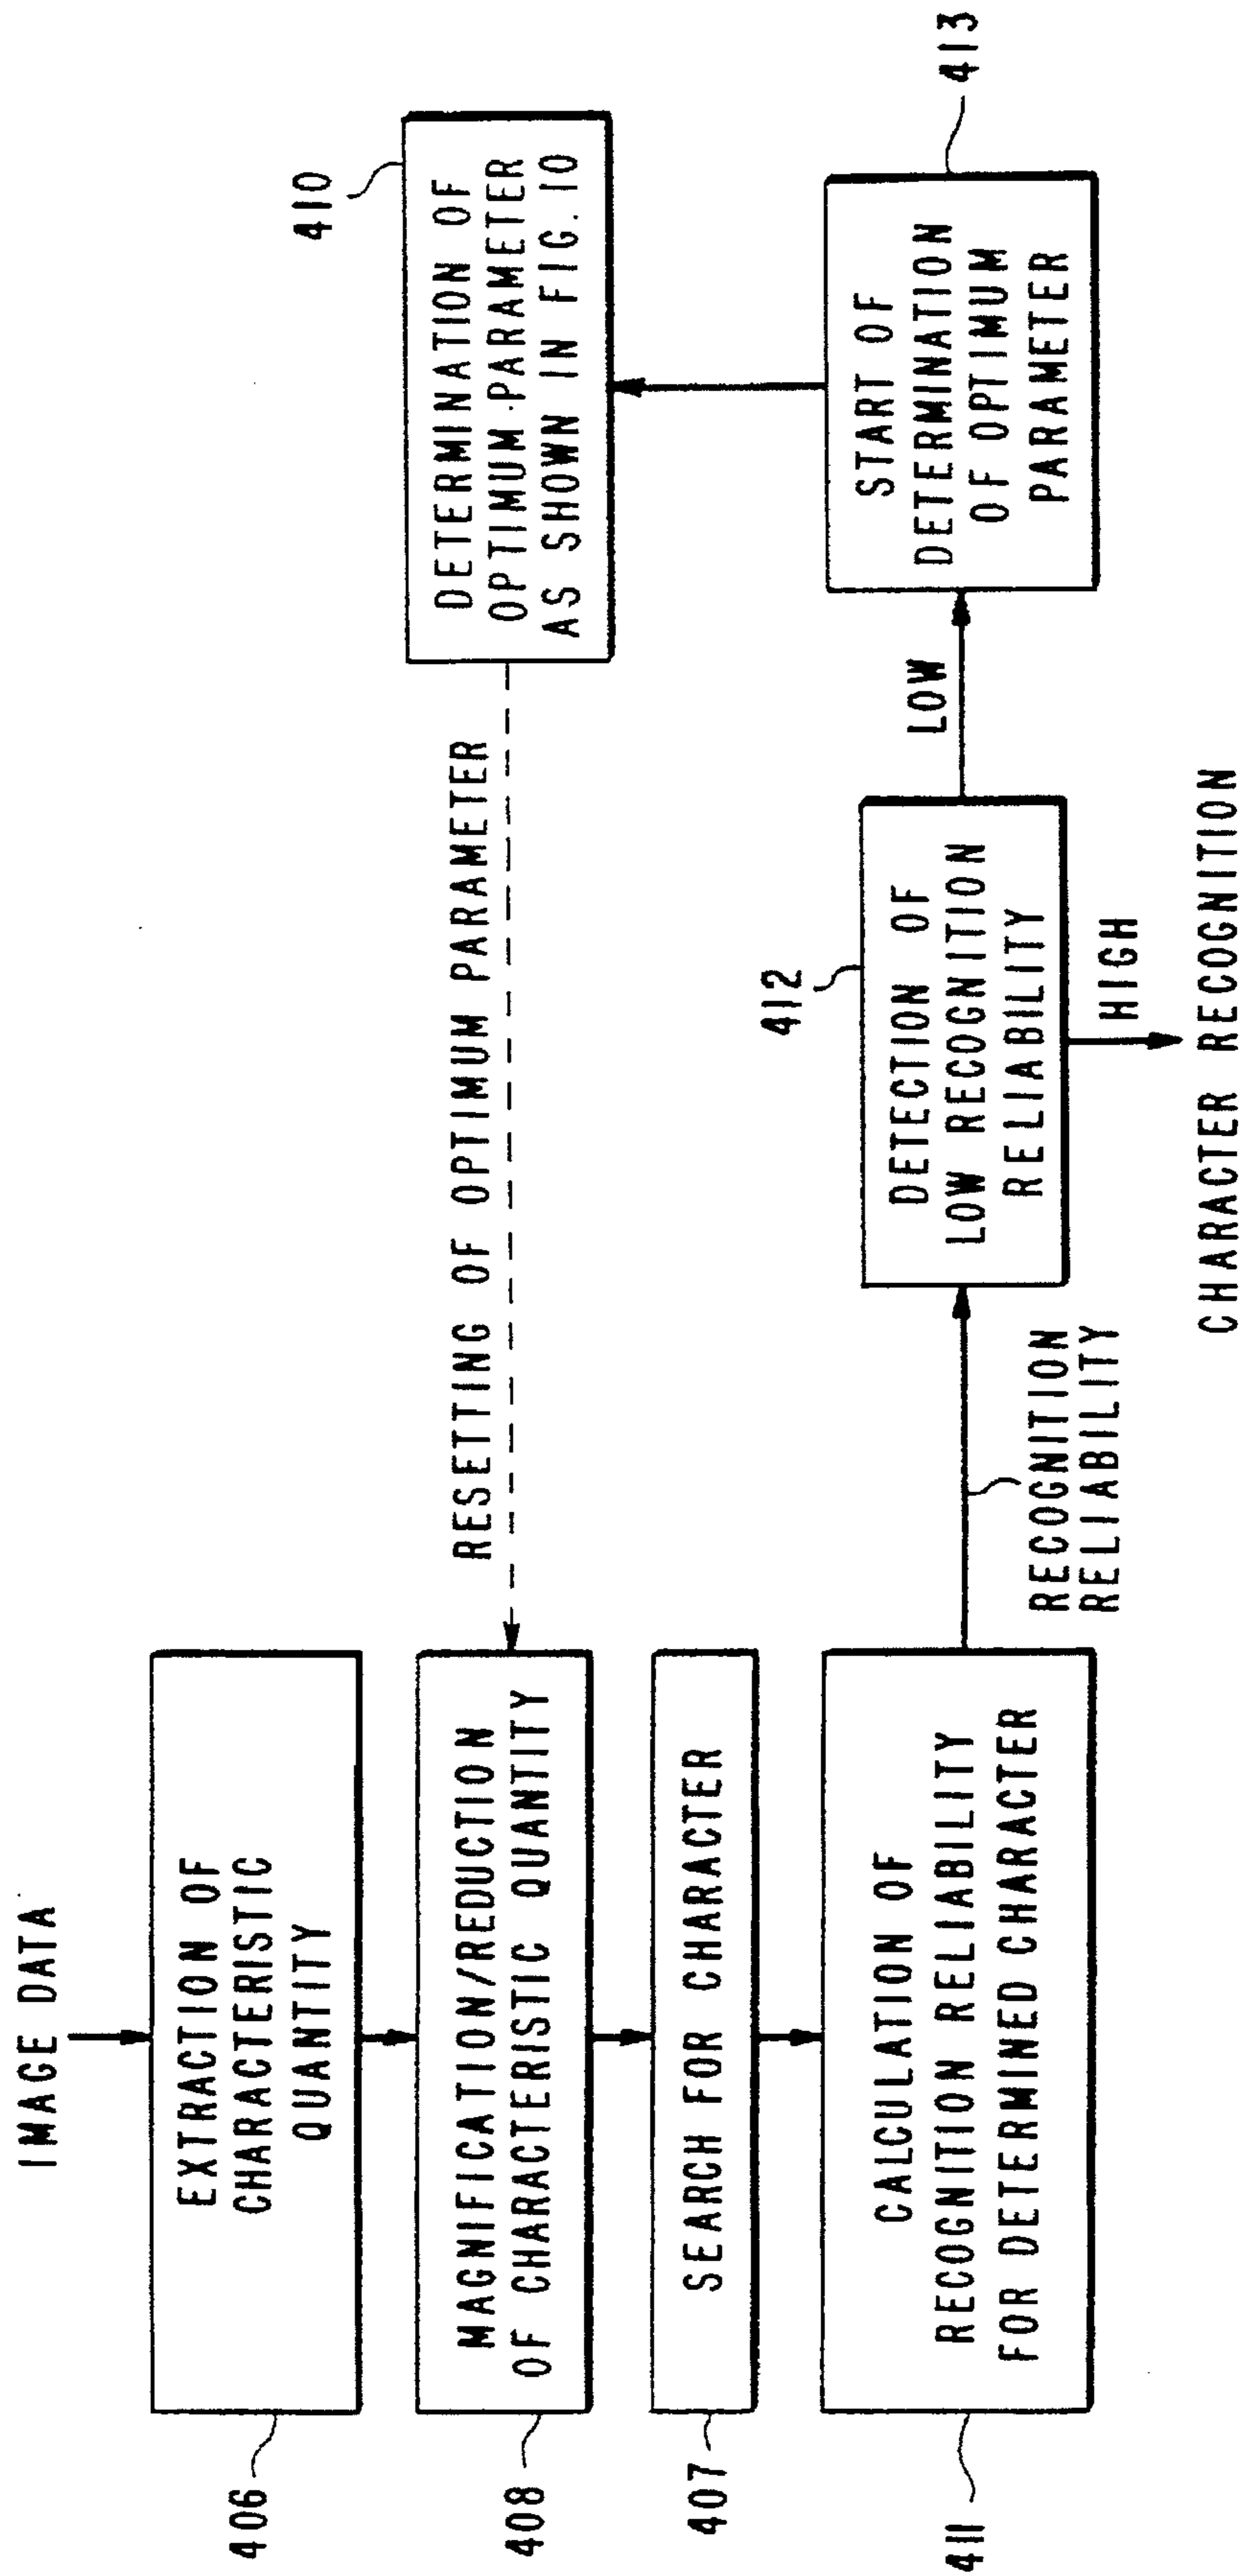 IMAGE DATA
406
EXTRACTION OF
CHARACTERISTIC
QUANTITY
408
MAGNIFICATION/REDUCTION
OF CHARACTERISTIC QUANTITY
407
SEARCH FOR CHARACTER
411
CALCULATION OF
RECOGNITION RELIABILITY
FOR DETERMINED CHARACTER
RECOGNITION
RELIABILITY
412
DETECTION OF
LOW RECOGNITION
RELIABILITY
HIGH
CHARACTER RECOGNITION
LOW
413
START OF
DETERMINATION
OF OPTIMUM
PARAMETER
410
DETERMINATION OF
OPTIMUM PARAMETER
AS SHOWN IN FIG. 10
RESETTING OF OPTIMUM PARAMETER